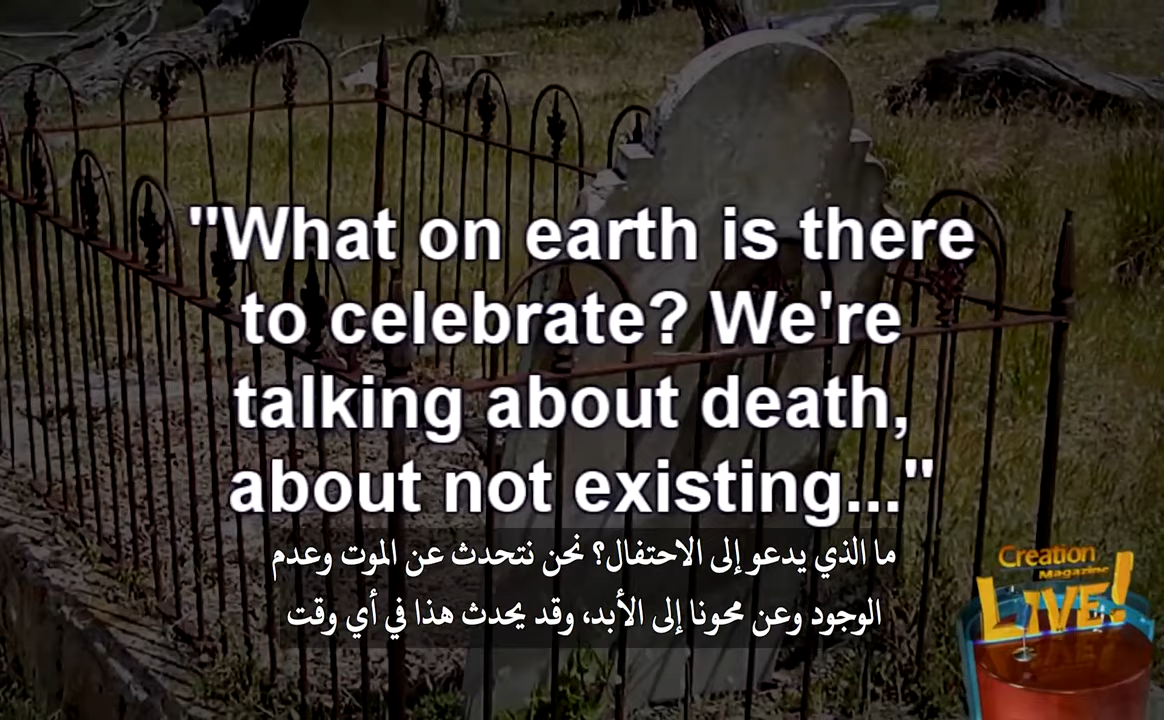 "What on earth is there
to celebrate? We're
talking about death,
about not existing..."
ما الذي يدعو إلى الاحتفال؟ نحن نتحدث عن الموت وعدم
الوجود وعن محونا إلى الأبد، وقد يحدث هذا في أي وقت
Creation
Magazine
LIVE!